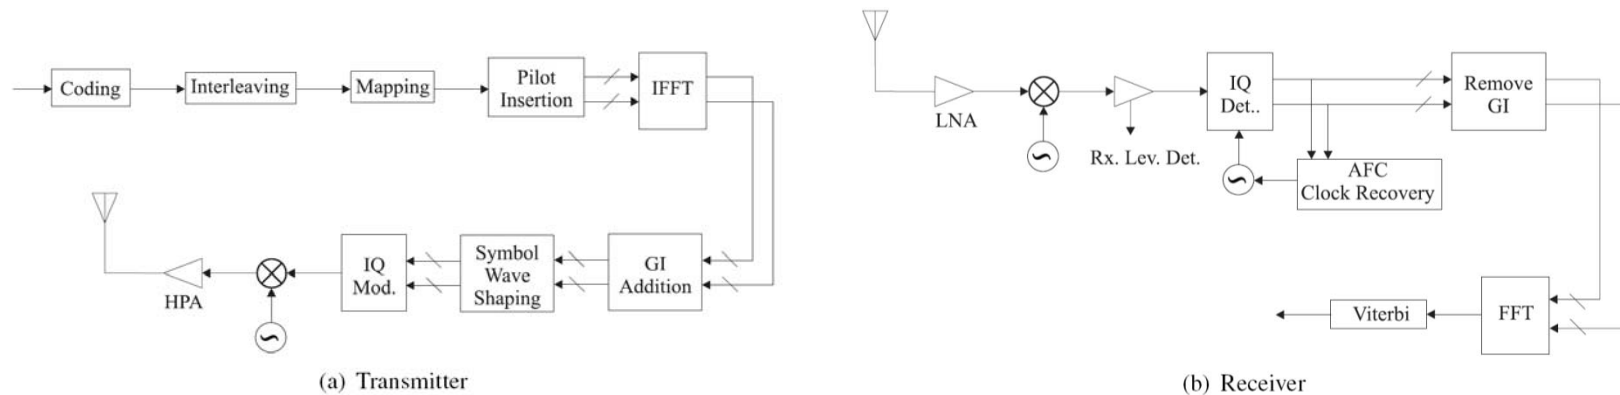 Coding
Interleaving
Mapping
Pilot
Insertion
IFFT
GI
Addition
Symbol
Wave
Shaping
IQ
Mod.
HPA
(a) Transmitter
LNA
Rx. Lev. Det.
IQ
Det..
AFC
Clock Recovery
Remove
GI
FFT
Viterbi
(b) Receiver